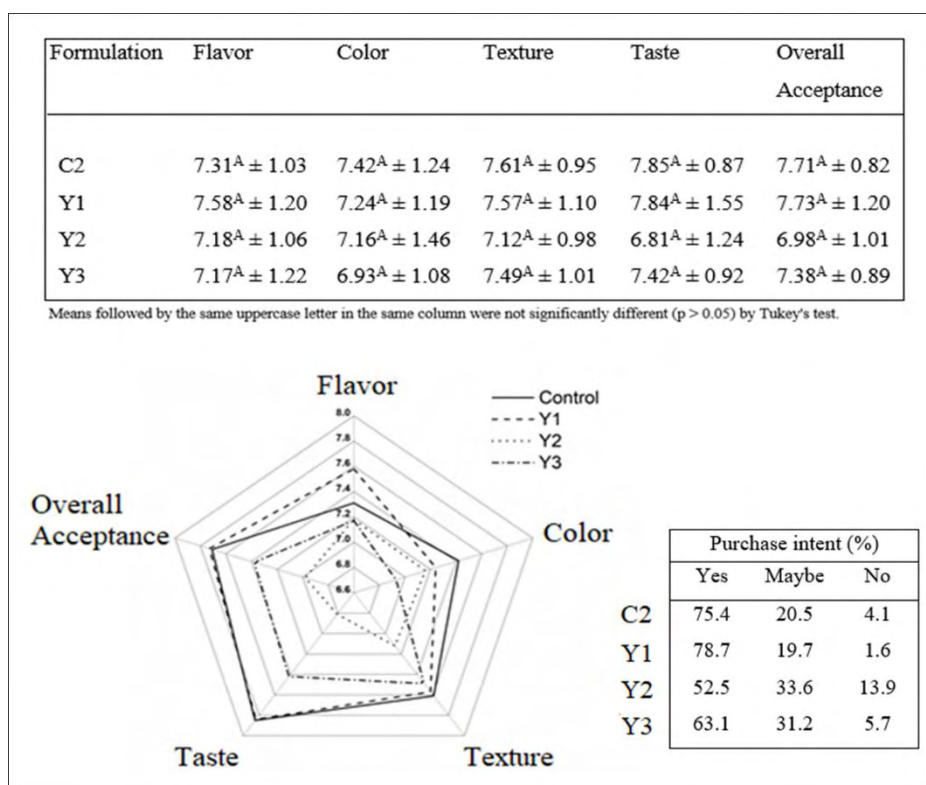 Formulation Flavor Color Texture Taste Overall
Acceptance
C2 7.31ᴬ ± 1.03 7.42ᴬ ± 1.24 7.61ᴬ ± 0.95 7.85ᴬ ± 0.87 7.71ᴬ ± 0.82
Y1 7.58ᴬ ± 1.20 7.24ᴬ ± 1.19 7.57ᴬ ± 1.10 7.84ᴬ ± 1.55 7.73ᴬ ± 1.20
Y2 7.18ᴬ ± 1.06 7.16ᴬ ± 1.46 7.12ᴬ ± 0.98 6.81ᴬ ± 1.24 6.98ᴬ ± 1.01
Y3 7.17ᴬ ± 1.22 6.93ᴬ ± 1.08 7.49ᴬ ± 1.01 7.42ᴬ ± 0.92 7.38ᴬ ± 0.89
Means followed by the same uppercase letter in the same column were not significantly different (p > 0.05) by Tukey's test.
Flavor
8.0
7.8
7.6
7.4
7.2
7.0
6.8
6.6
Control
Y1
Y2
Y3
Overall
Acceptance
Color
Taste
Texture
Purchase intent (%)
Yes Maybe No
C2 75.4 20.5 4.1
Y1 78.7 19.7 1.6
Y2 52.5 33.6 13.9
Y3 63.1 31.2 5.7